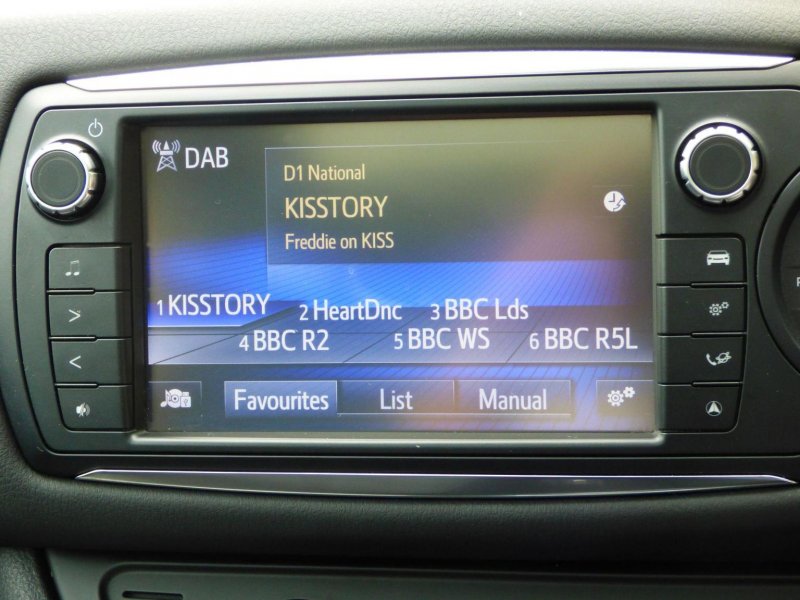 DAB
D1 National
KISSTORY
Freddie on KISS
1 KISSTORY 2 HeartDnc 3 BBC Lds
4 BBC R2 5 BBC WS 6 BBC R5L
Favourites List Manual